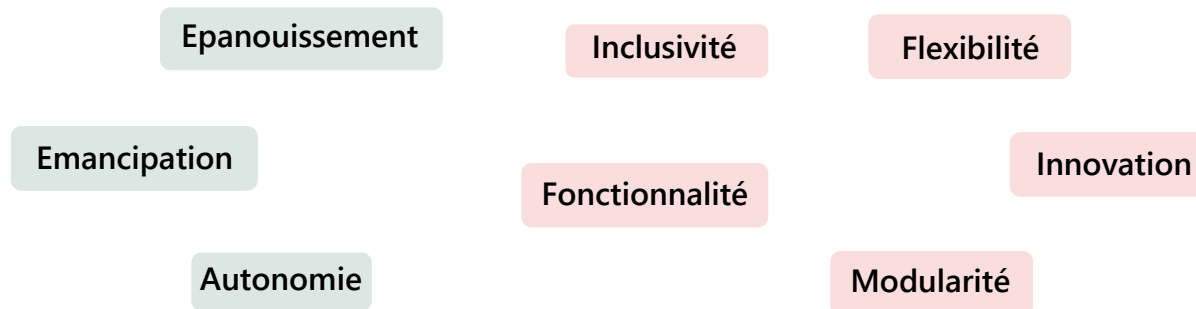 Epanouissement
Inclusivité
Flexibilité
Emancipation
Innovation
Fonctionnalité
Autonomie
Modularité